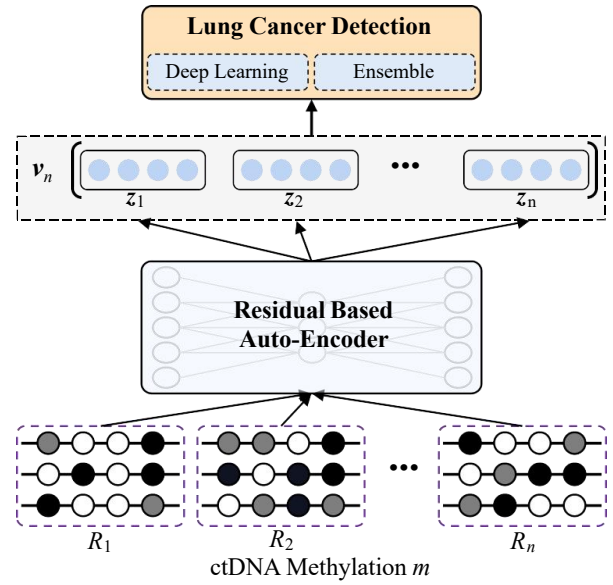 Lung Cancer Detection
Deep Learning Ensemble
vn
z1 z2 ••• zn
Residual Based
Auto-Encoder
•••
R1 R2 Rn
ctDNA Methylation m